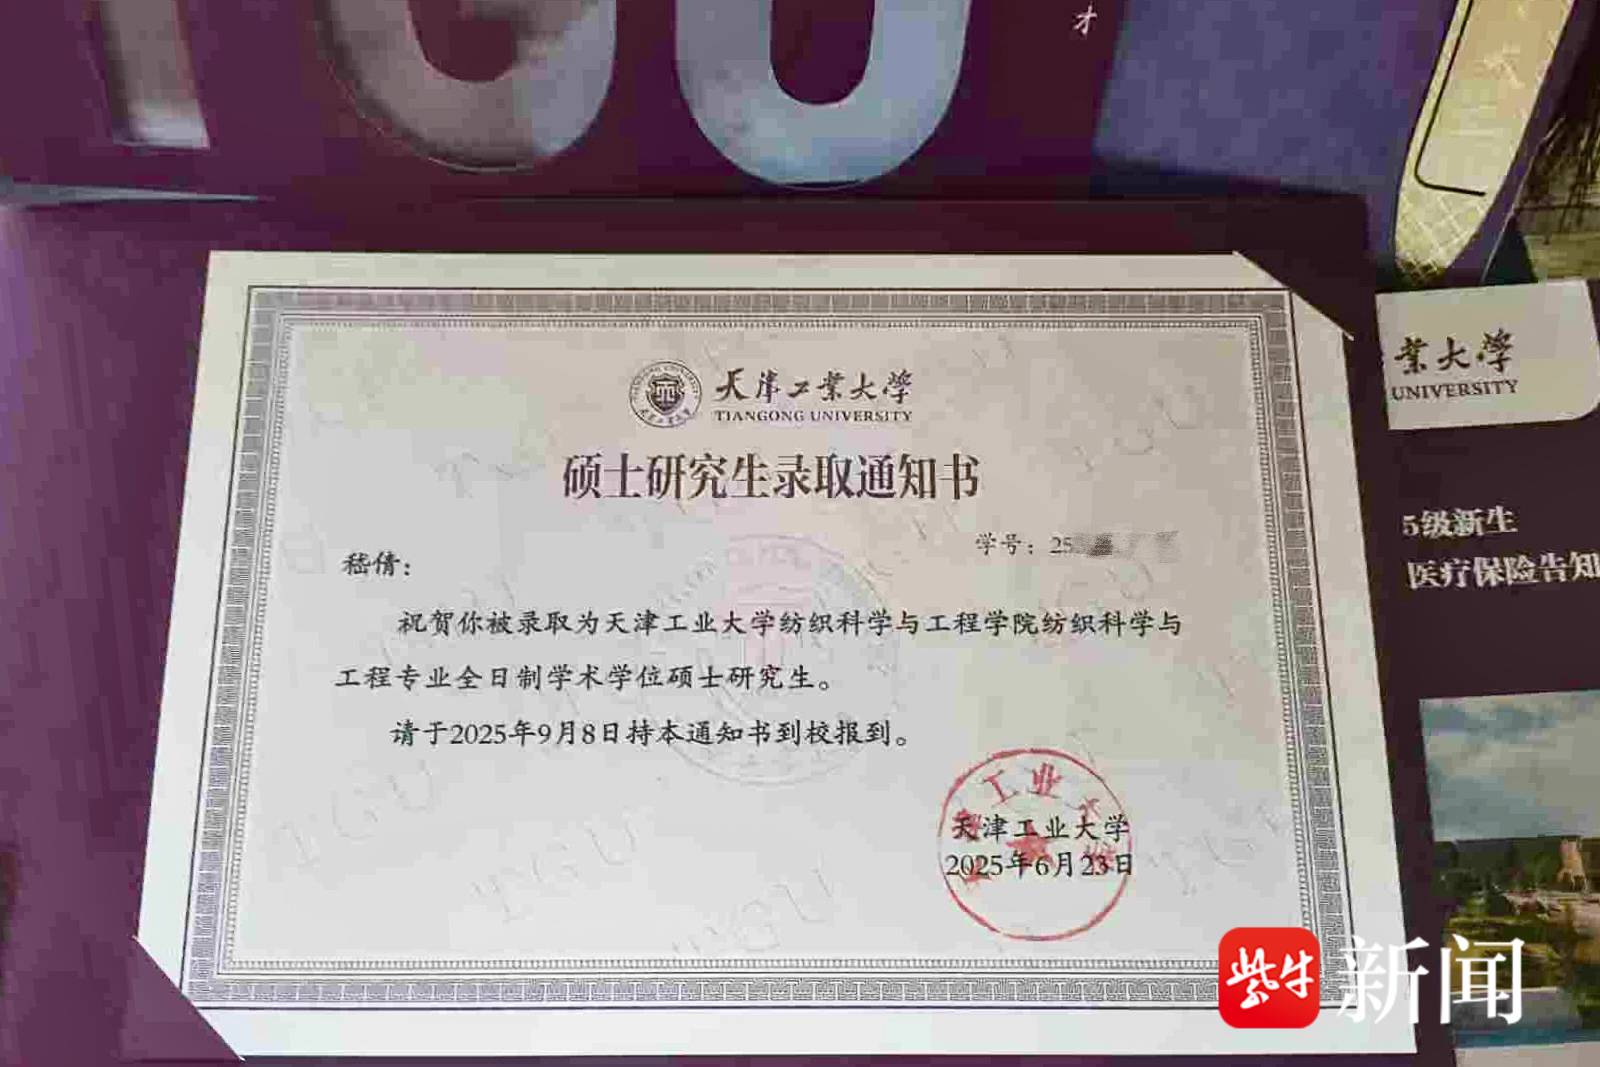 TGU
才
天津工业大学
TIANGONG UNIVERSITY
硕士研究生录取通知书
学号：25
嵇倩：
祝贺你被录取为天津工业大学纺织科学与工程学院纺织科学与
工程专业全日制学术学位硕士研究生。
请于2025年9月8日持本通知书到校报到。
天津工业大学
2025年6月23日
业大学
UNIVERSITY
5级新生
医疗保险告知
紫牛新闻